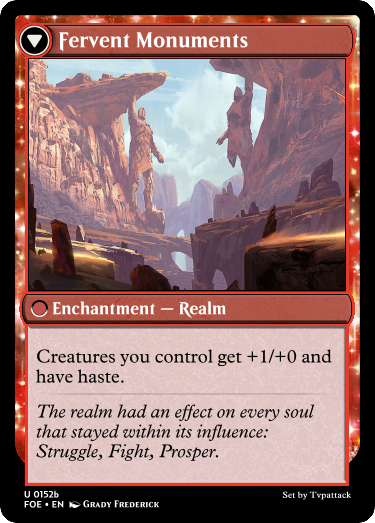 Fervent Monuments
Enchantment — Realm
Creatures you control get +1/+0 and
have haste.
The realm had an effect on every soul
that stayed within its influence:
Struggle, Fight, Prosper.
U 0152b
FOE • EN Grady Frederick
Set by Tvpattack